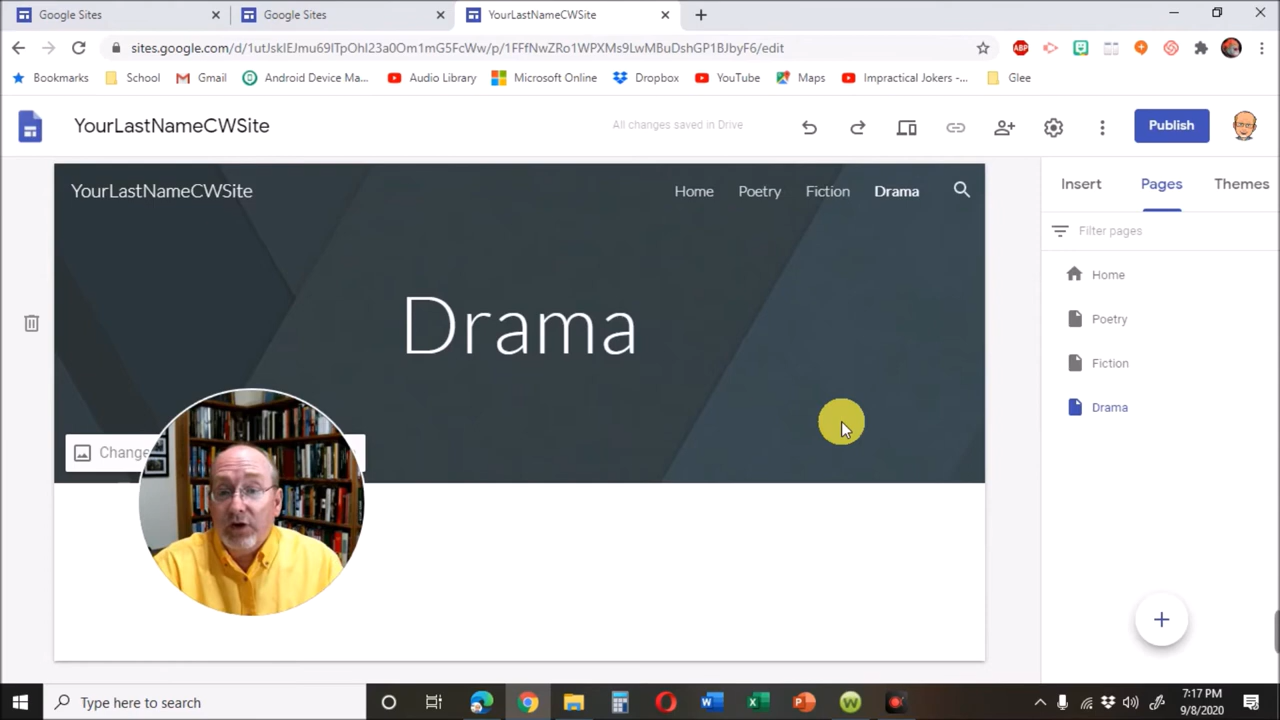 Google Sites
Google Sites
YourLastNameCWSite
sites.google.com/d/1utJskIEJmu69lTpOhl23a0Om1mG5FcWw/p/1FFfNwZRo1WPXMs9LwMBuDshGP1BJbyF6/edit
ABP
Bookmarks School Gmail Android Device Ma... Audio Library Microsoft Online Dropbox YouTube Maps Impractical Jokers -... Glee
YourLastNameCWSite
All changes saved in Drive
Publish
YourLastNameCWSite
Home Poetry Fiction Drama
Insert Pages Themes
Filter pages
Home
Poetry
Fiction
Drama
Drama
Change
Type here to search
7:17 PM
9/8/2020